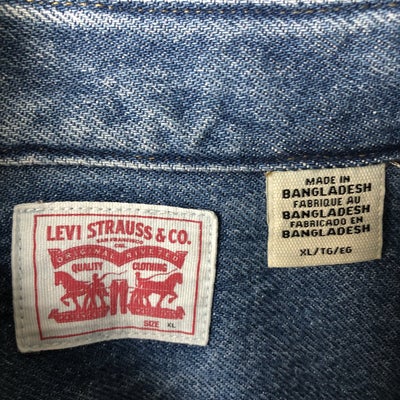 LEVI STRAUSS & CO.
SAN FRANCISCO
CAL.
ORIGINAL RIVETED
QUALITY CLOTHING
SIZE XL
MADE IN
BANGLADESH
FABRIQUE AU
BANGLADESH
FABRICADO EN
BANGLADESH
XL/TG/EG